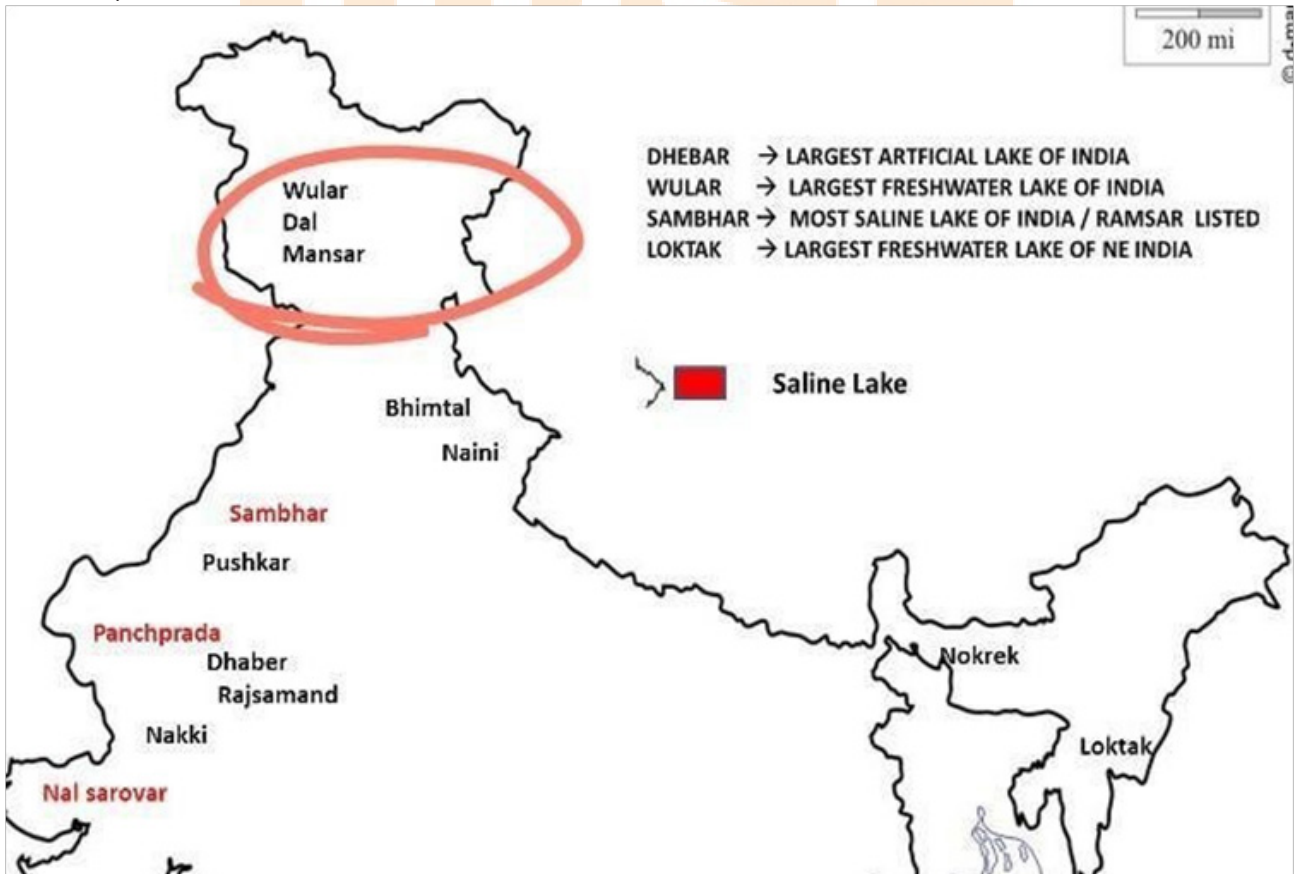 200 mi
© d-ma
DHEBAR → LARGEST ARTFICIAL LAKE OF INDIA
WULAR → LARGEST FRESHWATER LAKE OF INDIA
SAMBHAR → MOST SALINE LAKE OF INDIA / RAMSAR LISTED
LOKTAK → LARGEST FRESHWATER LAKE OF NE INDIA
Wular
Dal
Mansar
Saline Lake
Bhimtal
Naini
Sambhar
Pushkar
Panchprada
Dhaber
Rajsamand
Nakki
Nal sarovar
Nokrek
Loktak